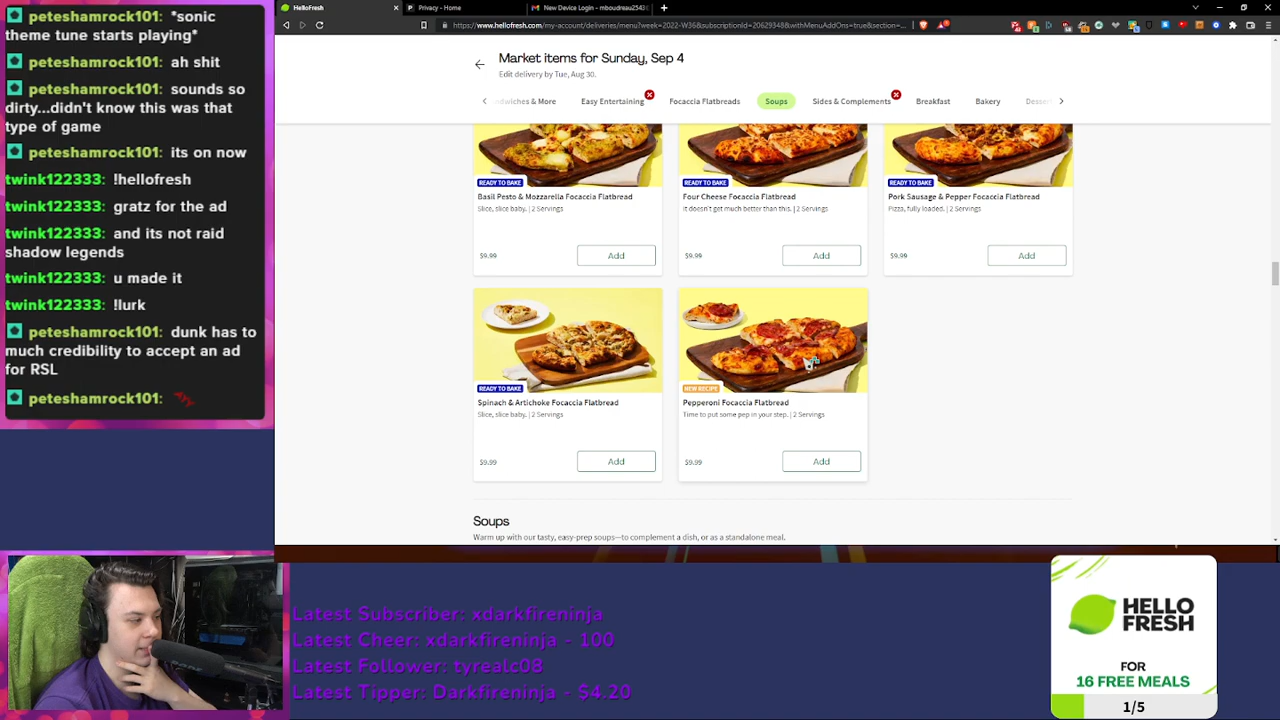 *sonic
theme tune starts playing*
peteshamrock101: ah shit
peteshamrock101: sounds so
dirty...didn't know this was that
type of game
peteshamrock101: its on now
twink122333: !hellofresh
twink122333: gratz for the ad
twink122333: and its not raid
shadow legends
twink122333: u made it
twink122333: !lurk
peteshamrock101: dunk has to
much credibility to accept an ad
for RSL
peteshamrock101:
HelloFresh
Privacy - Home
New Device Login - mboudreau2543
https://www.hellofresh.com/my-account/deliveries/menu?week=2022-W36&subscriptionId=20629348&withMenuAddOns=true&section=...
Market items for Sunday, Sep 4
Edit delivery by Tue, Aug 30.
ndwiches & More Easy Entertaining Focaccia Flatbreads Soups Sides & Complements Breakfast Bakery Dessert
READY TO BAKE
Basil Pesto & Mozzarella Focaccia Flatbread
Slice, slice baby. | 2 Servings
$9.99 Add
READY TO BAKE
Four Cheese Focaccia Flatbread
It doesn't get much better than this. | 2 Servings
$9.99 Add
READY TO BAKE
Pork Sausage & Pepper Focaccia Flatbread
Pizza, fully loaded. | 2 Servings
$9.99 Add
READY TO BAKE
Spinach & Artichoke Focaccia Flatbread
Slice, slice baby. | 2 Servings
$9.99 Add
NEW RECIPE
Pepperoni Focaccia Flatbread
Time to put some pep in your step. | 2 Servings
$9.99 Add
Soups
Warm up with our tasty, easy-prep soups—to complement a dish, or as a standalone meal.
Latest Subscriber: xdarkfireninja
Latest Cheer: xdarkfireninja - 100
Latest Follower: tyrealc08
Latest Tipper: Darkfireninja - $4.20
HELLO
FRESH
FOR
16 FREE MEALS
1/5